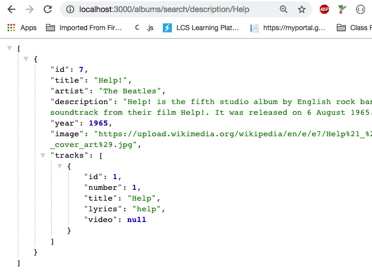 localhost:3000/albums/search/description/Help
Apps Imported From Fir... C .js LCS Learning Plat... https://myportal.g... Class F
[
{
"id": 7,
"title": "Help!",
"artist": "The Beatles",
"description": "Help! is the fifth studio album by English rock ba
soundtrack from their film Help!. It was released on 6 August 1965.
"year": 1965,
"image": "https://upload.wikimedia.org/wikipedia/en/e/e7/Help%21_%2
_cover_art%29.jpg",
"tracks": [
{
"id": 1,
"number": 1,
"title": "Help",
"lyrics": "help",
"video": null
}
]
}
]